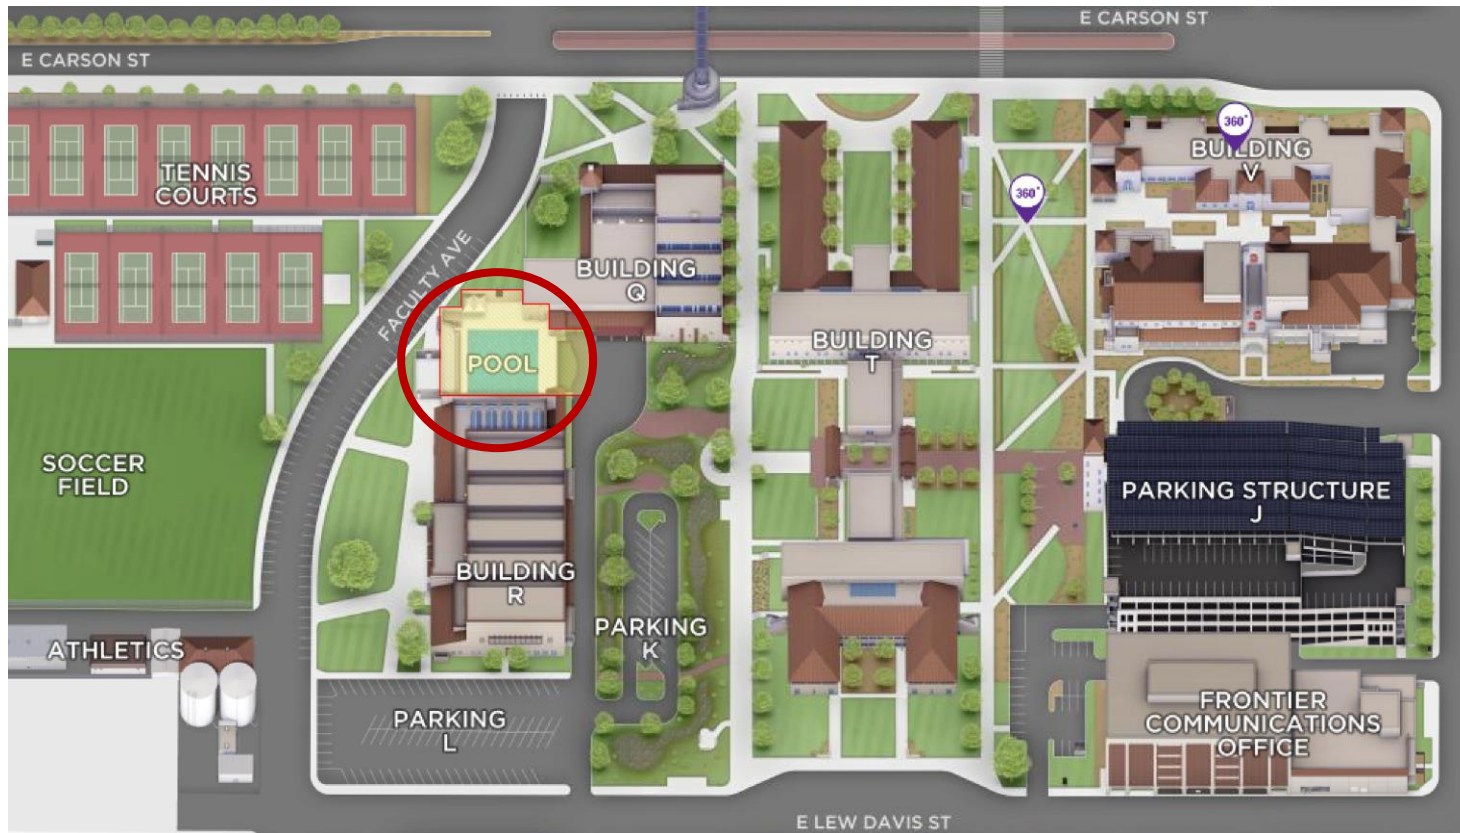 E CARSON ST
E CARSON ST
TENNIS
COURTS
360°
BUILDING
V
360°
FACULTY AVE
BUILDING
Q
POOL
BUILDING
T
SOCCER
FIELD
PARKING STRUCTURE
J
BUILDING
R
PARKING
K
ATHLETICS
PARKING
L
FRONTIER
COMMUNICATIONS
OFFICE
E LEW DAVIS ST